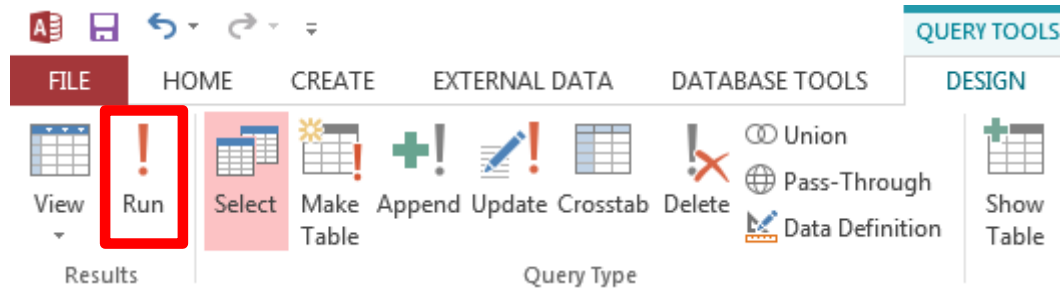 A
QUERY TOOLS
FILE HOME CREATE EXTERNAL DATA DATABASE TOOLS DESIGN
View Run Select Make Table Append Update Crosstab Delete
Union
Pass-Through
Data Definition
Show Table
Results Query Type